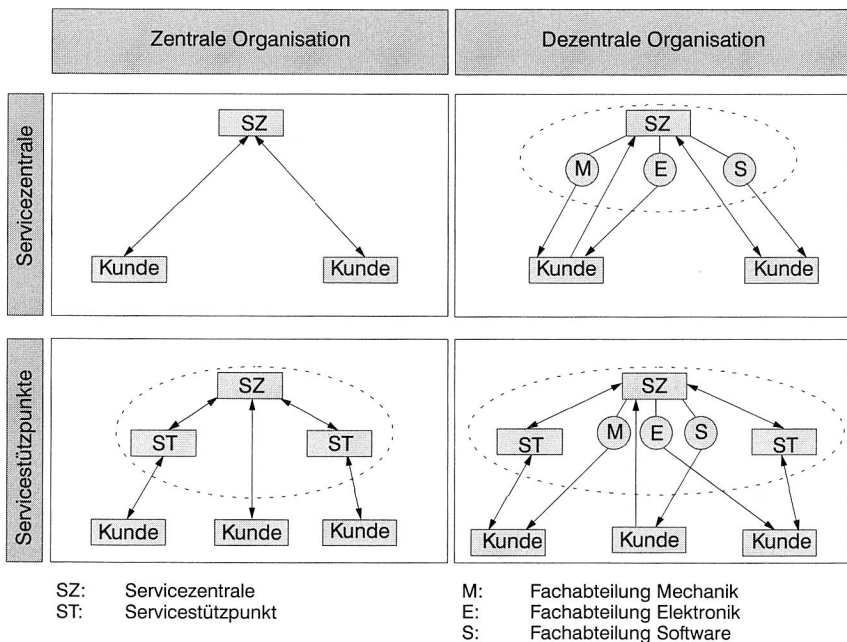 Zentrale Organisation
Dezentrale Organisation
Servicezentrale
SZ
Kunde
Kunde
SZ
M
E
S
Kunde
Kunde
Servicestützpunkte
SZ
ST
ST
Kunde
Kunde
Kunde
SZ
ST
M
E
S
ST
Kunde
Kunde
Kunde
SZ: Servicezentrale
ST: Servicestützpunkt
M: Fachabteilung Mechanik
E: Fachabteilung Elektronik
S: Fachabteilung Software